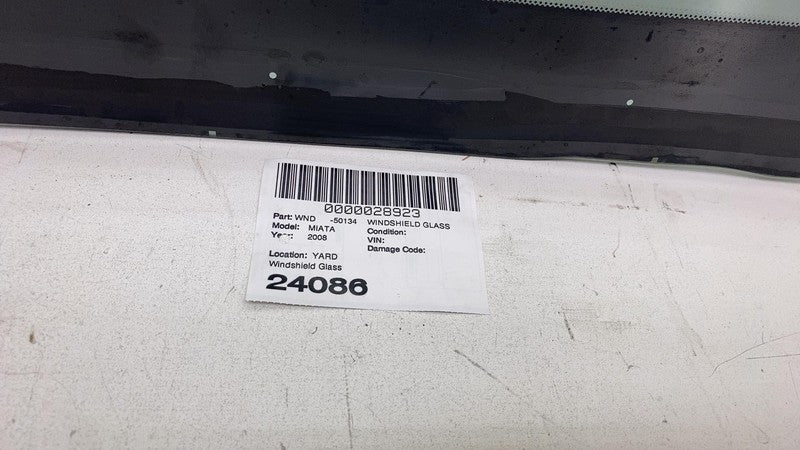 0000028923
Part: WND -50134 WINDSHIELD GLASS
Model: MIATA Condition:
Year: 2008 VIN:
Damage Code:
Location: YARD
Windshield Glass
24086